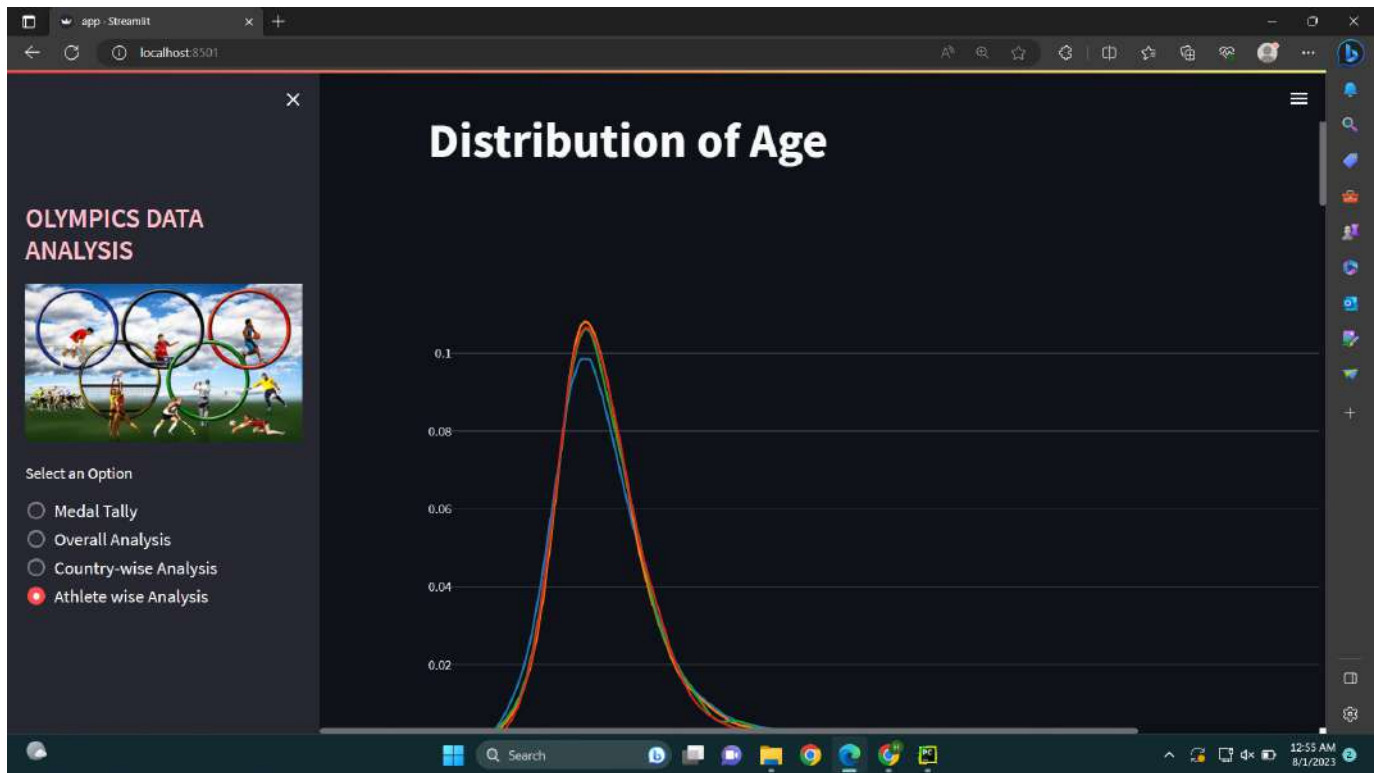 app · Streamlit
localhost:8501
Distribution of Age
OLYMPICS DATA
ANALYSIS
Select an Option
Medal Tally
Overall Analysis
Country-wise Analysis
Athlete wise Analysis
0.1
0.08
0.06
0.04
0.02
Search
12:55 AM
8/1/2023